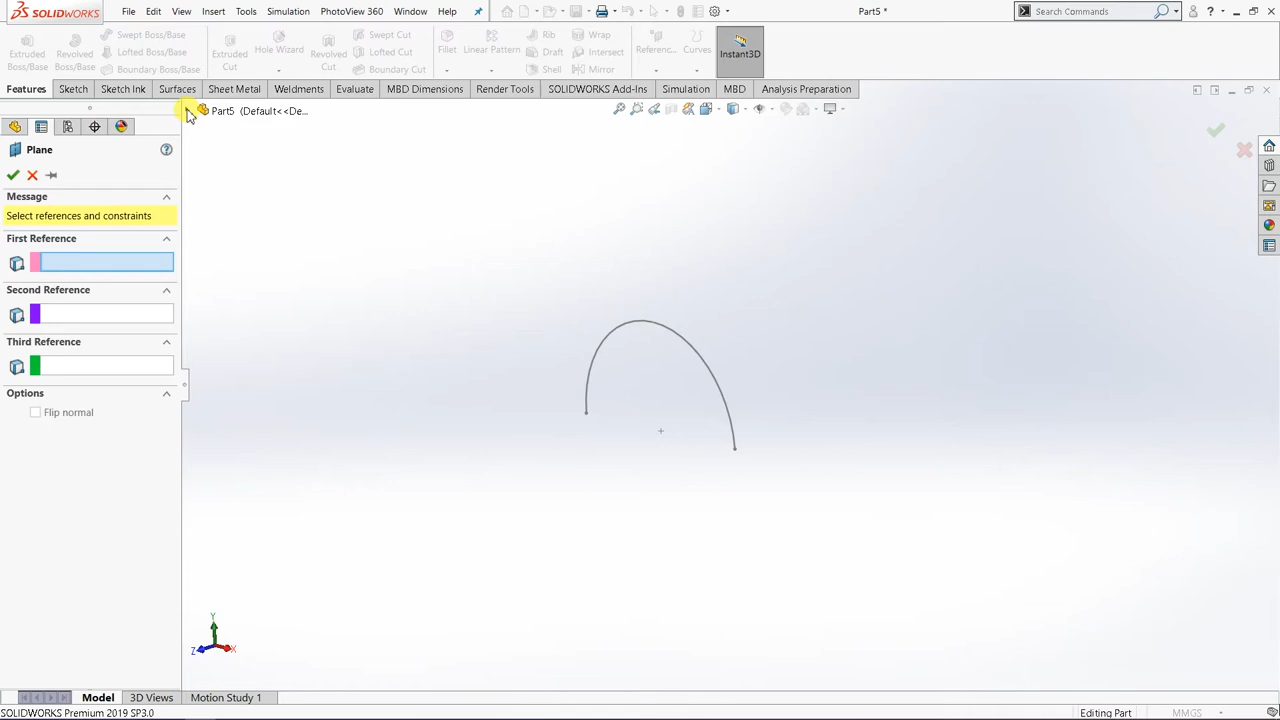 SOLIDWORKS File Edit View Insert Tools Simulation PhotoView 360 Window Help Part5 * Search Commands
Extruded Boss/Base
Revolved Boss/Base
Swept Boss/Base
Lofted Boss/Base
Boundary Boss/Base
Extruded Cut
Hole Wizard
Revolved Cut
Swept Cut
Lofted Cut
Boundary Cut
Fillet
Linear Pattern
Rib
Draft
Shell
Wrap
Intersect
Mirror
Referenc...
Curves
Instant3D
Features Sketch Sketch Ink Surfaces Sheet Metal Weldments Evaluate MBD Dimensions Render Tools SOLIDWORKS Add-Ins Simulation MBD Analysis Preparation
Part5 (Default<<De...
Plane
Message
Select references and constraints
First Reference
Second Reference
Third Reference
Options
Flip normal
Y
Z X
Model 3D Views Motion Study 1
SOLIDWORKS Premium 2019 SP3.0 Editing Part MMGS